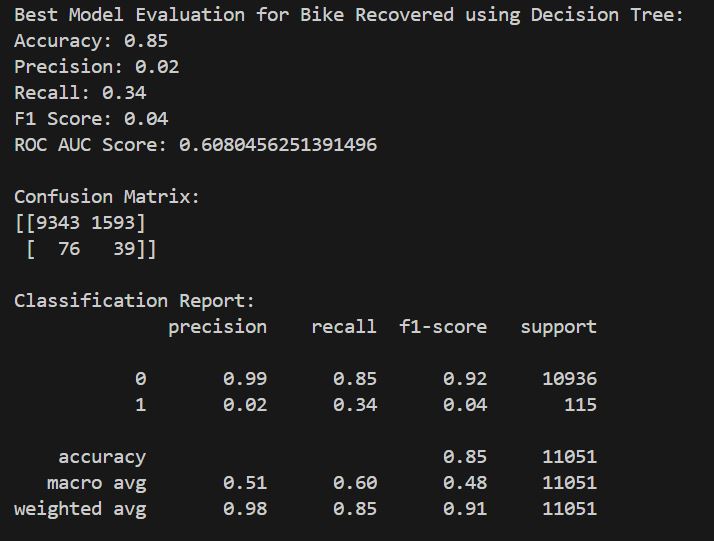 Best Model Evaluation for Bike Recovered using Decision Tree:
Accuracy: 0.85
Precision: 0.02
Recall: 0.34
F1 Score: 0.04
ROC AUC Score: 0.6080456251391496

Confusion Matrix:
[[9343 1593]
 [  76   39]]

Classification Report:
              precision    recall  f1-score   support

           0       0.99      0.85      0.92     10936
           1       0.02      0.34      0.04       115

    accuracy                           0.85     11051
   macro avg       0.51      0.60      0.48     11051
weighted avg       0.98      0.85      0.91     11051